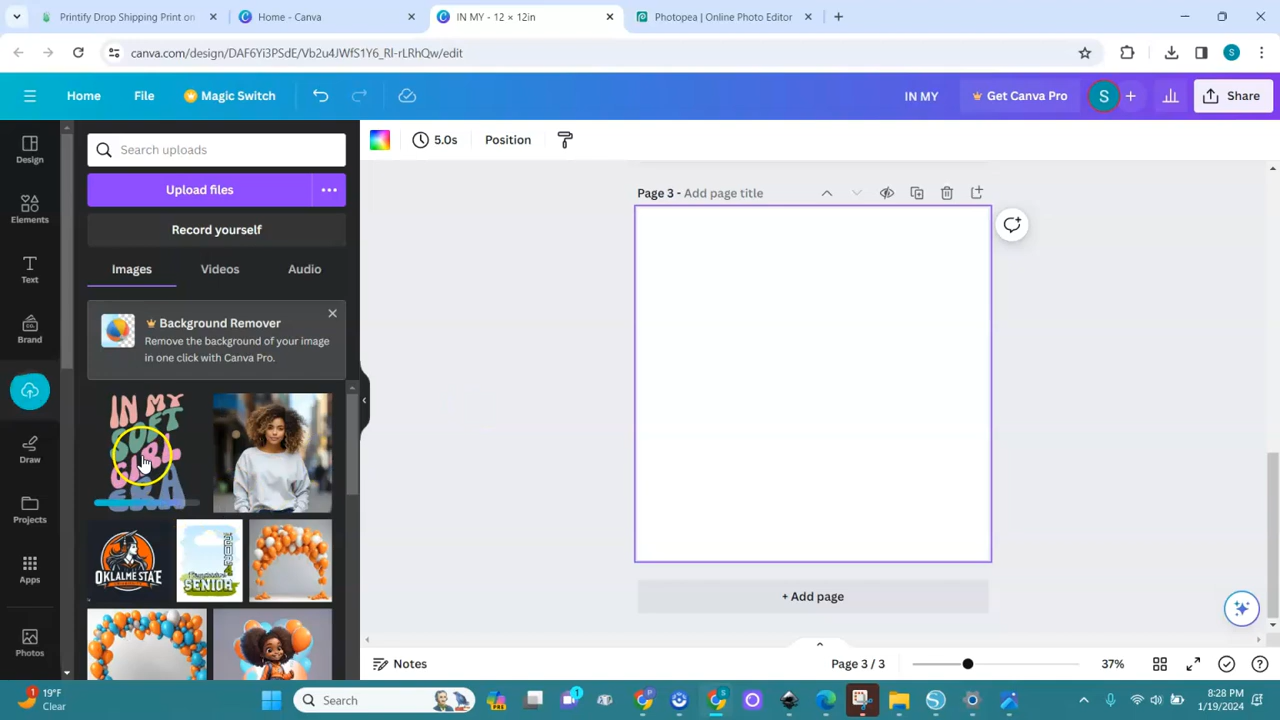 Printify Drop Shipping Print on
Home - Canva
IN MY - 12 × 12in
Photopea | Online Photo Editor
canva.com/design/DAF6Yi3PSdE/Vb2u4JWfS1Y6_RI-rLRhQw/edit
S
Home
File
Magic Switch
IN MY
Get Canva Pro
S
Share
Design
Elements
Text
Brand
Draw
Projects
Apps
Photos
Search uploads
Upload files
Record yourself
Images
Videos
Audio
Background Remover
Remove the background of your image
in one click with Canva Pro.
IN MY
SOFT
GIRL
ERA
OKLALME STATE
SENIOR
5.0s
Position
Page 3 - Add page title
+ Add page
Notes
Page 3 / 3
37%
19°F
Clear
Search
8:28 PM
1/19/2024